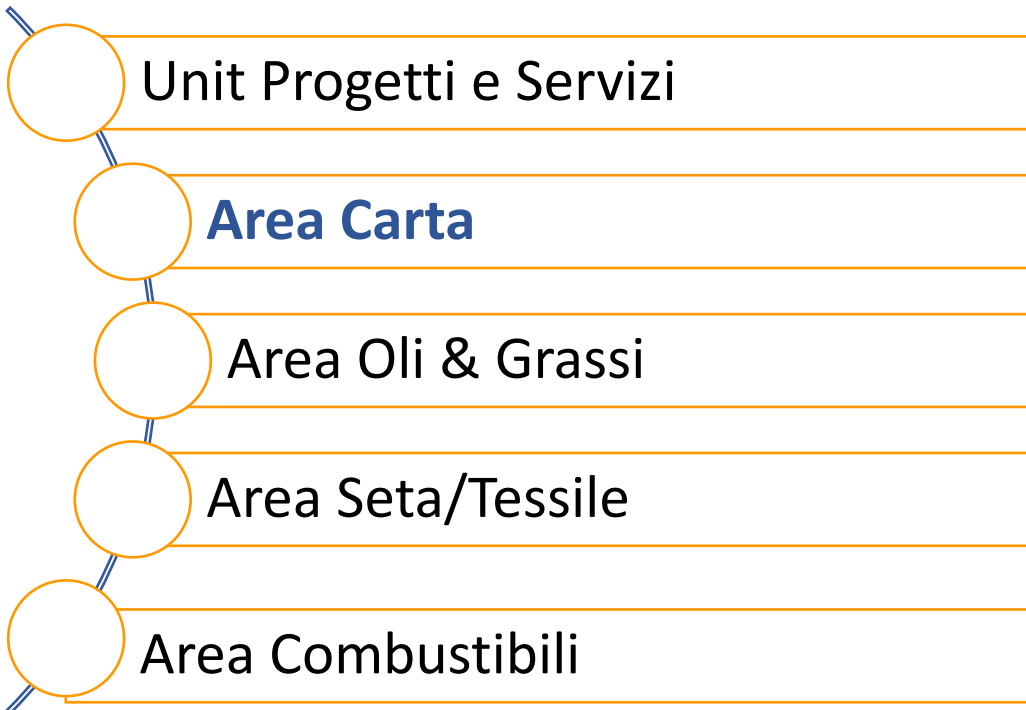 Unit Progetti e Servizi
Area Carta
Area Oli & Grassi
Area Seta/Tessile
Area Combustibili